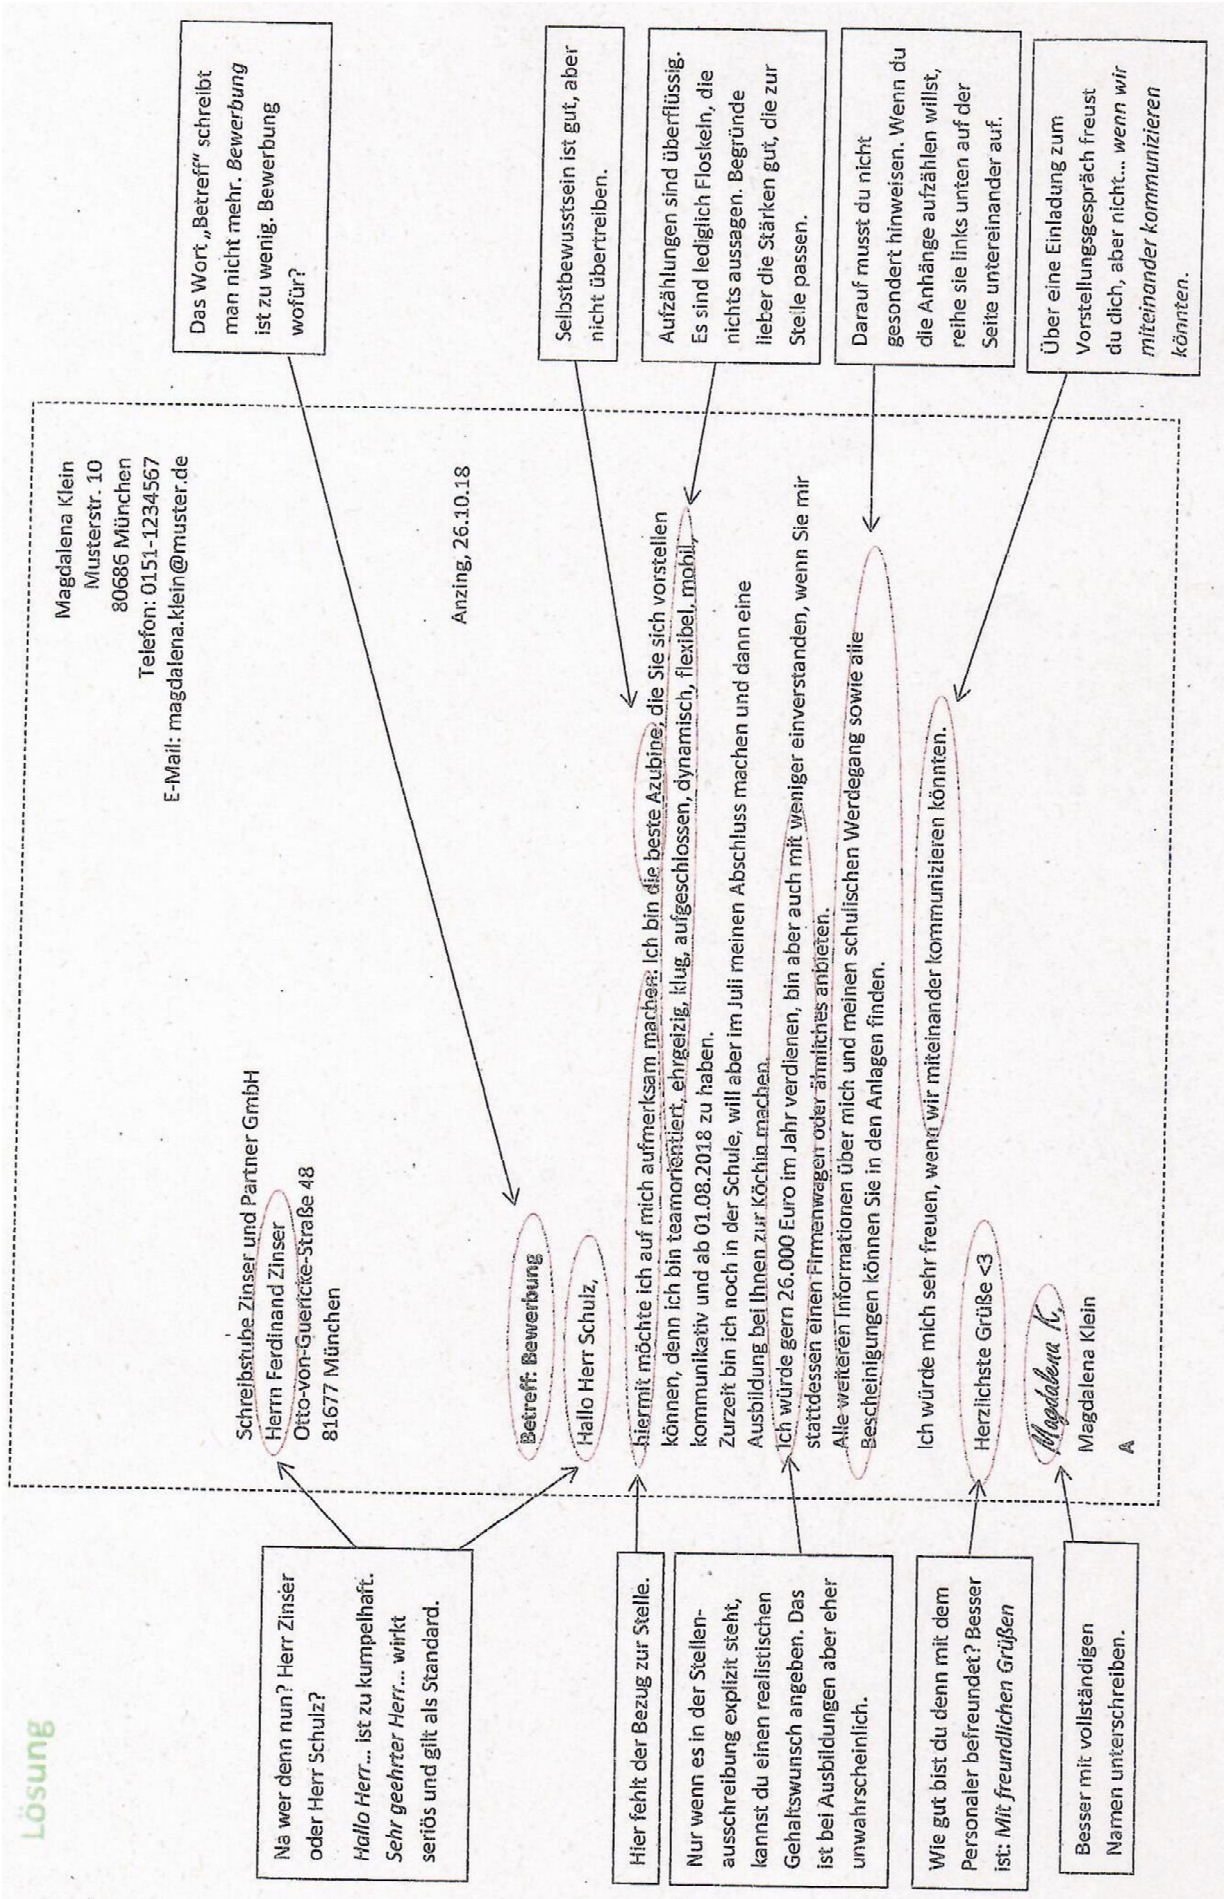 Lösung
Na wer denn nun? Herr Zinser
oder Herr Schulz?
Hallo Herr... ist zu kumpelhaft.
Sehr geehrter Herr... wirkt
seriös und gilt als Standard.
Hier fehlt der Bezug zur Stelle.
Nur wenn es in der Stellen-
ausschreibung explizit steht,
kannst du einen realistischen
Gehaltswunsch angeben. Das
ist bei Ausbildungen aber eher
unwahrscheinlich.
Wie gut bist du denn mit dem
Personaler befreundet? Besser
ist: Mit freundlichen Grüßen
Besser mit vollständigen
Namen unterschreiben.
Magdalena Klein
Musterstr. 10
80686 München
Telefon: 0151-1234567
E-Mail: magdalena.klein@muster.de
Schreibstube Zinser und Partner GmbH
Herrn Ferdinand Zinser
Otto-von-Guericke-Straße 48
81677 München
Anzing, 26.10.18
Betreff: Bewerbung
Hallo Herr Schulz,
hiermit möchte ich auf mich aufmerksam machen: Ich bin die beste Azubine, die Sie sich vorstellen
können, denn ich bin teamorientiert, ehrgeizig, klug, aufgeschlossen, dynamisch, flexibel, mobil,
kommunikativ und ab 01.08.2018 zu haben.
Zurzeit bin ich noch in der Schule, will aber im Juli meinen Abschluss machen und dann eine
Ausbildung bei Ihnen zur Köchin machen.
Ich würde gern 26.000 Euro im Jahr verdienen, bin aber auch mit weniger einverstanden, wenn Sie mir
stattdessen einen Firmenwagen oder ähnliches anbieten.
Alle weiteren Informationen über mich und meinen schulischen Werdegang sowie alle
Bescheinigungen können Sie in den Anlagen finden.
Ich würde mich sehr freuen, wenn wir miteinander kommunizieren könnten.
Herzlichste Grüße <3
Magdalena K.
Magdalena Klein
A
Das Wort „Betreff“ schreibt
man nicht mehr. Bewerbung
ist zu wenig. Bewerbung
wofür?
Selbstbewusstsein ist gut, aber
nicht übertreiben.
Aufzählungen sind überflüssig.
Es sind lediglich Floskeln, die
nichts aussagen. Begründe
lieber die Stärken gut, die zur
Stelle passen.
Darauf musst du nicht
gesondert hinweisen. Wenn du
die Anhänge aufzählen willst,
reihe sie links unten auf der
Seite untereinander auf.
Über eine Einladung zum
Vorstellungsgespräch freust
du dich, aber nicht... wenn wir
miteinander kommunizieren
könnten.